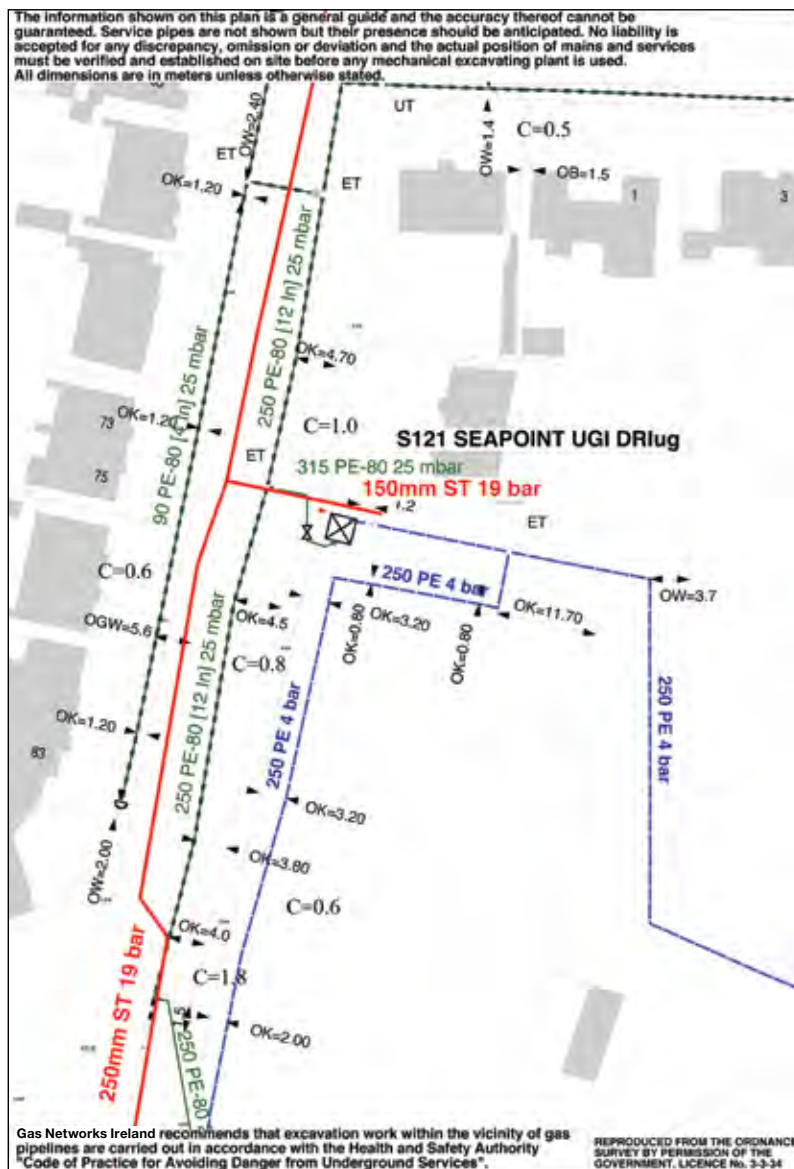 The information shown on this plan is a general guide and the accuracy thereof cannot be
guaranteed. Service pipes are not shown but their presence should be anticipated. No liability is
accepted for any discrepancy, omission or deviation and the actual position of mains and services
must be verified and established on site before any mechanical excavating plant is used.
All dimensions are in meters unless otherwise stated.
OW=2.40
UT
OW=1.4
C=0.5
ET
OK=1.20
ET
OB=1.5
1
3
250 PE-80 [12 In] 25 mbar
90 PE-80 [4 In] 25 mbar
OK=4.70
73
OK=1.20
C=1.0
S121 SEAPOINT UGI DRIug
ET
315 PE-80 25 mbar
75
150mm ST 19 bar
1.2
ET
C=0.6
250 PE 4 bar
OW=3.7
OGW=5.6
OK=4.5
OK=0.80
OK=3.20
OK=0.80
OK=11.70
C=0.8
250 PE-80 [12 In] 25 mbar
250 PE 4 bar
250 PE 4 bar
OK=1.20
83
OK=3.20
OW=2.00
OK=3.80
C=0.6
OK=4.0
250mm ST 19 bar
C=1.8
OK=2.00
250 PE-80
Gas Networks Ireland recommends that excavation work within the vicinity of gas
pipelines are carried out in accordance with the Health and Safety Authority
"Code of Practice for Avoiding Danger from Underground Services".
REPRODUCED FROM THE ORDNANCE
SURVEY BY PERMISSION OF THE
GOVERNMENT. LICENCE No. 3-3-34